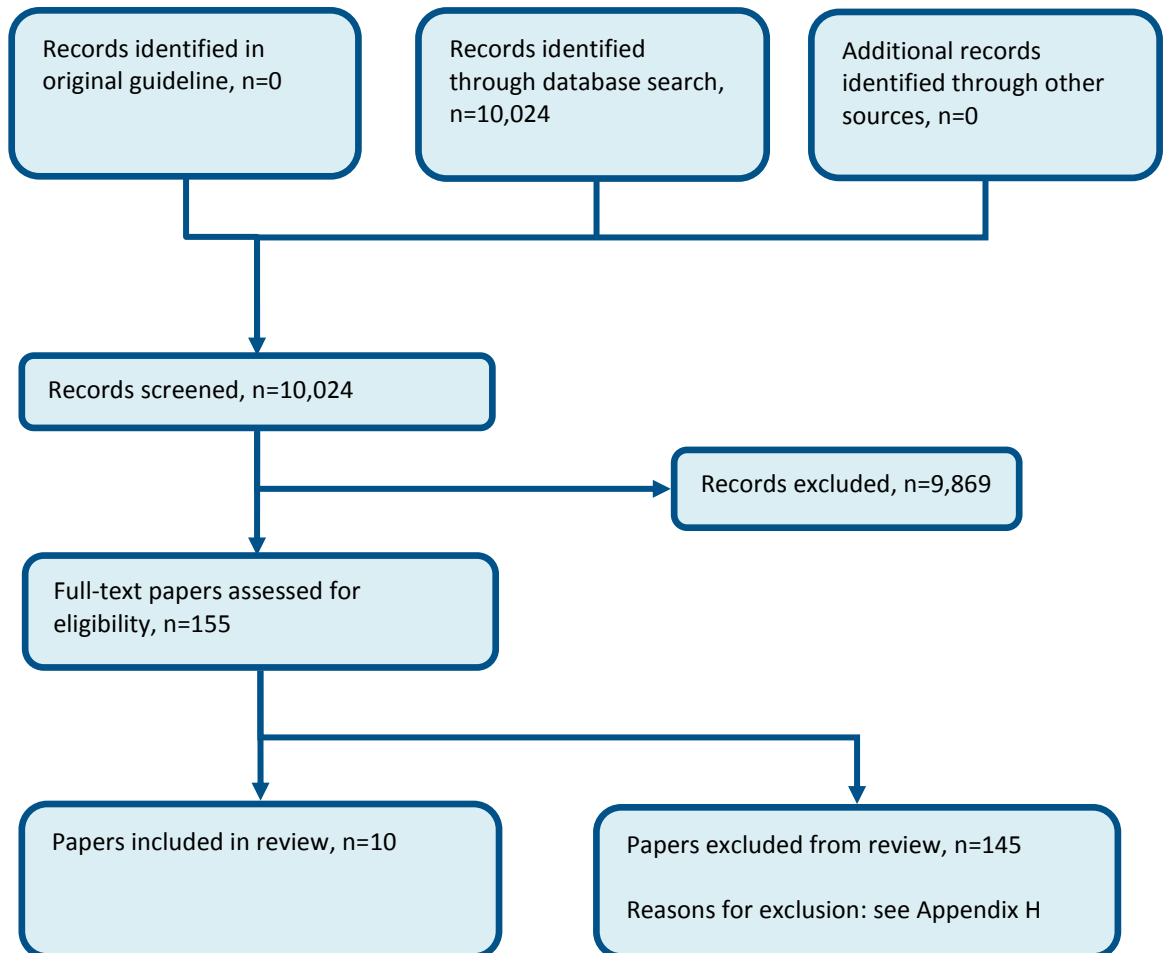 Records identified in
original guideline, n=0
Records identified
through database search,
n=10,024
Additional records
identified through other
sources, n=0
Records screened, n=10,024
Records excluded, n=9,869
Full-text papers assessed for
eligibility, n=155
Papers included in review, n=10
Papers excluded from review, n=145
Reasons for exclusion: see Appendix H